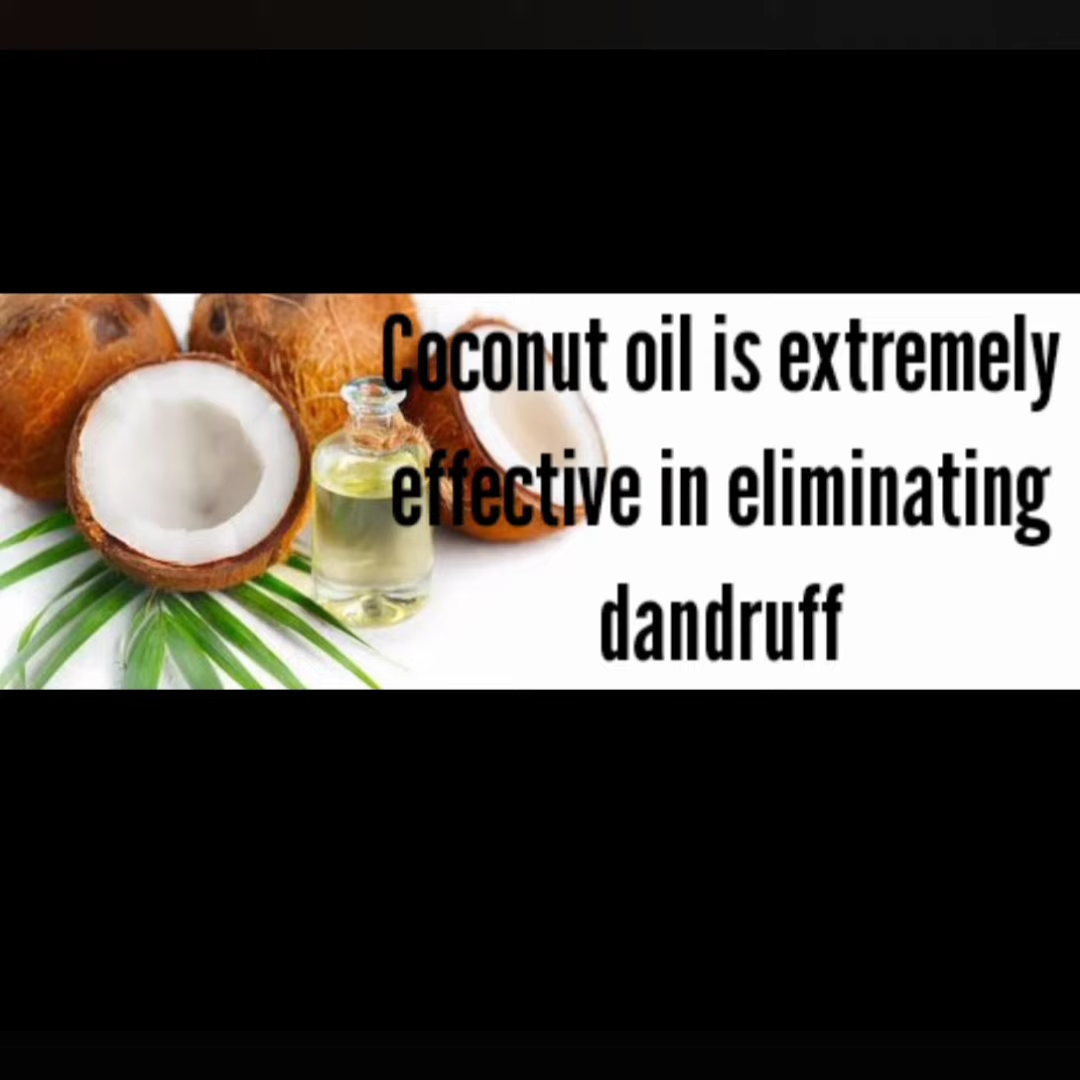 Coconut oil is extremely
effective in eliminating
dandruff